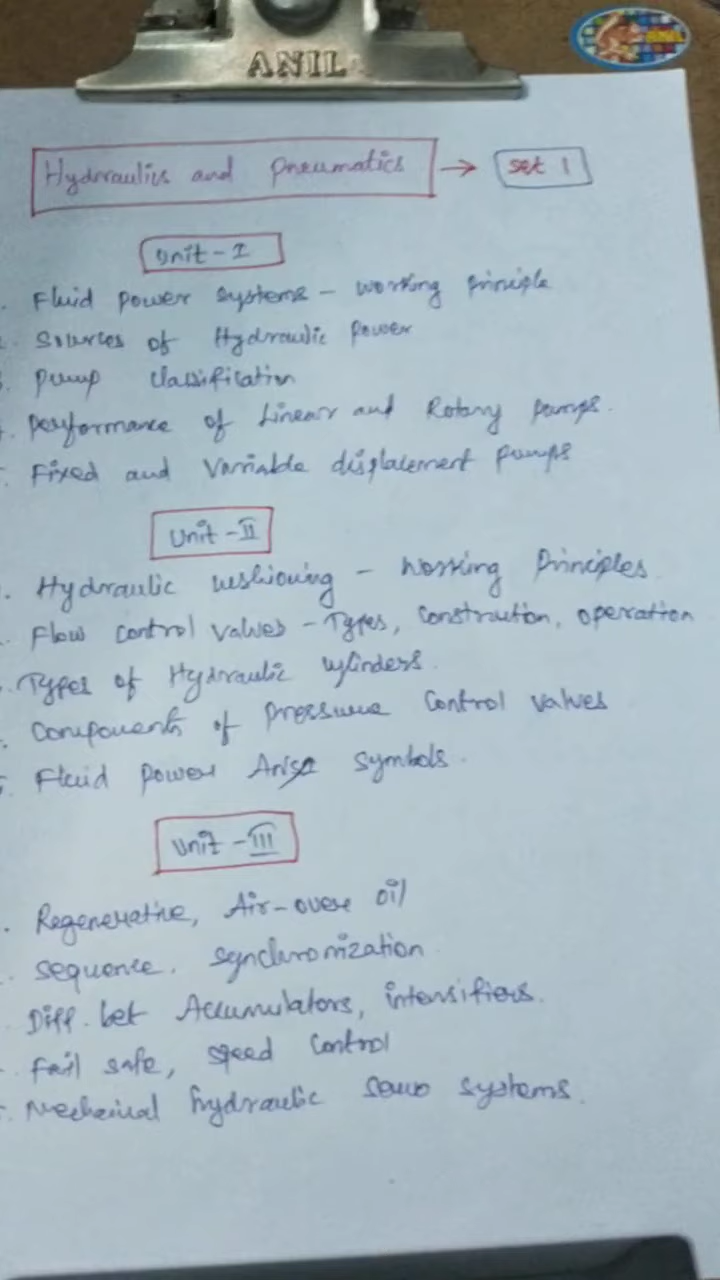 ANIL
ANIL
Hydraulics and Pneumatics → Set 1
Unit - I
. Fluid power systems - working principle
. Sources of Hydraulic Power
. Pump classification
. Performance of Linear and Rotary pumps.
. Fixed and Variable displacement pumps
Unit - II
. Hydraulic cushioning - Working Principles
. Flow control valves - Types, Construction, operation
. Types of Hydraulic cylinders.
. Components of Pressure Control valves
. Fluid power symbols.
Unit - III
. Regenerative, Air-over oil
. Sequence, synchronization
Diff. bet Accumulators, intensifiers.
. Fail safe, speed control
. Mechanical hydraulic servo systems.